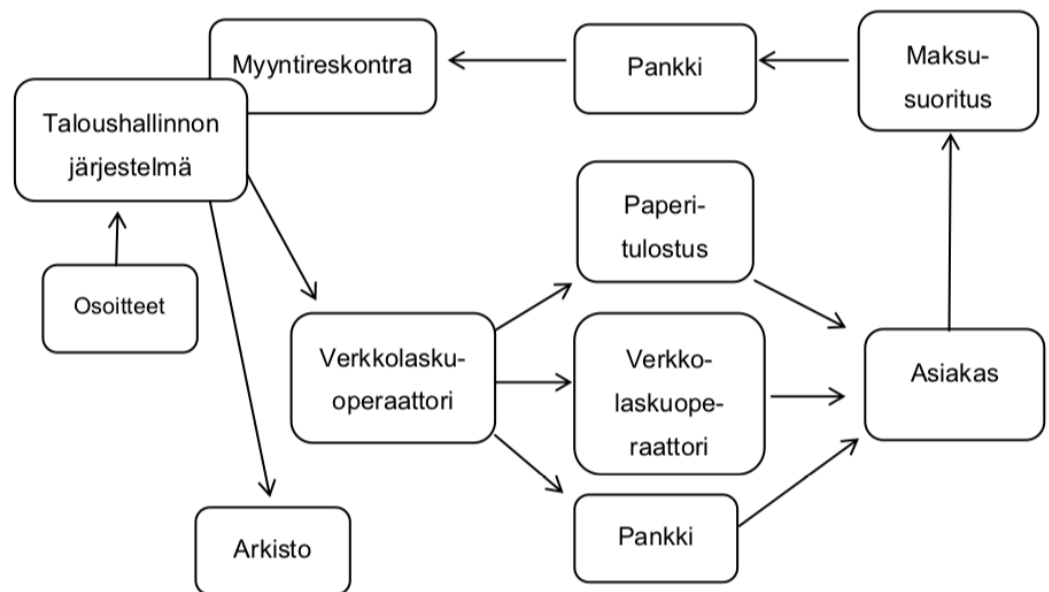 Myyntireskontra
Pankki
Maksu-
suoritus
Taloushallinnon
järjestelmä
Paperi-
tulostus
Osoitteet
Verkkolasku-
operaattori
Verkko-
laskuope-
raattori
Asiakas
Arkisto
Pankki